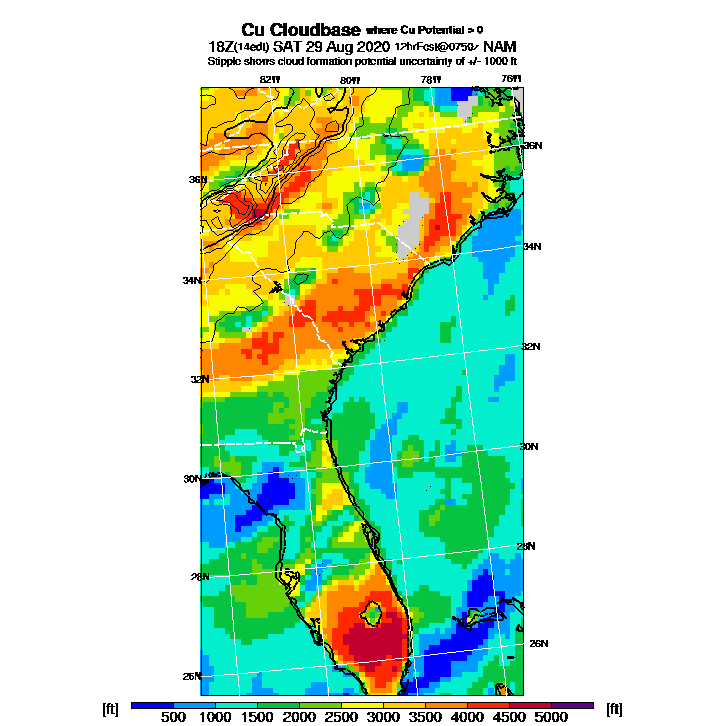 Cu Cloudbase where Cu Potential > 0
18Z(14edt) SAT 29 Aug 2020 12hrFcst@0750z NAM
Stipple shows cloud formation potential uncertainty of +/- 1000 ft
82W 80W 78W 76W
36N
36N
34N
34N
32N
32N
30N
30N
28N
28N
26N
26N
[ft] [ft]
500 1000 1500 2000 2500 3000 3500 4000 4500 5000